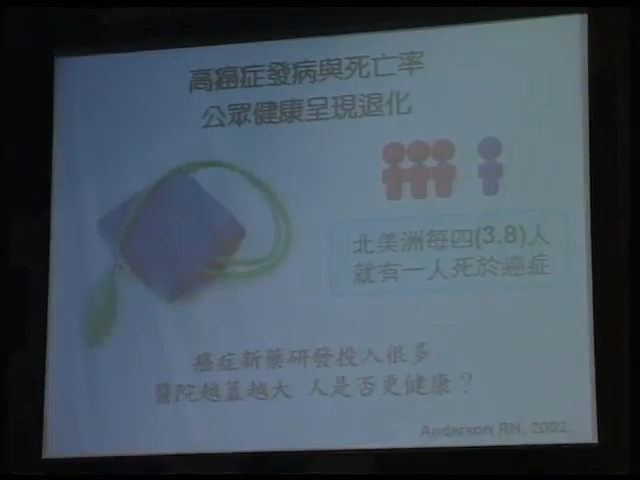 高癌症發病與死亡率
公眾健康呈現退化
北美洲每四(3.8)人
就有一人死於癌症
癌症新藥研發投入很多
醫院越蓋越大 人是否更健康？
Anderson RN, 2002.